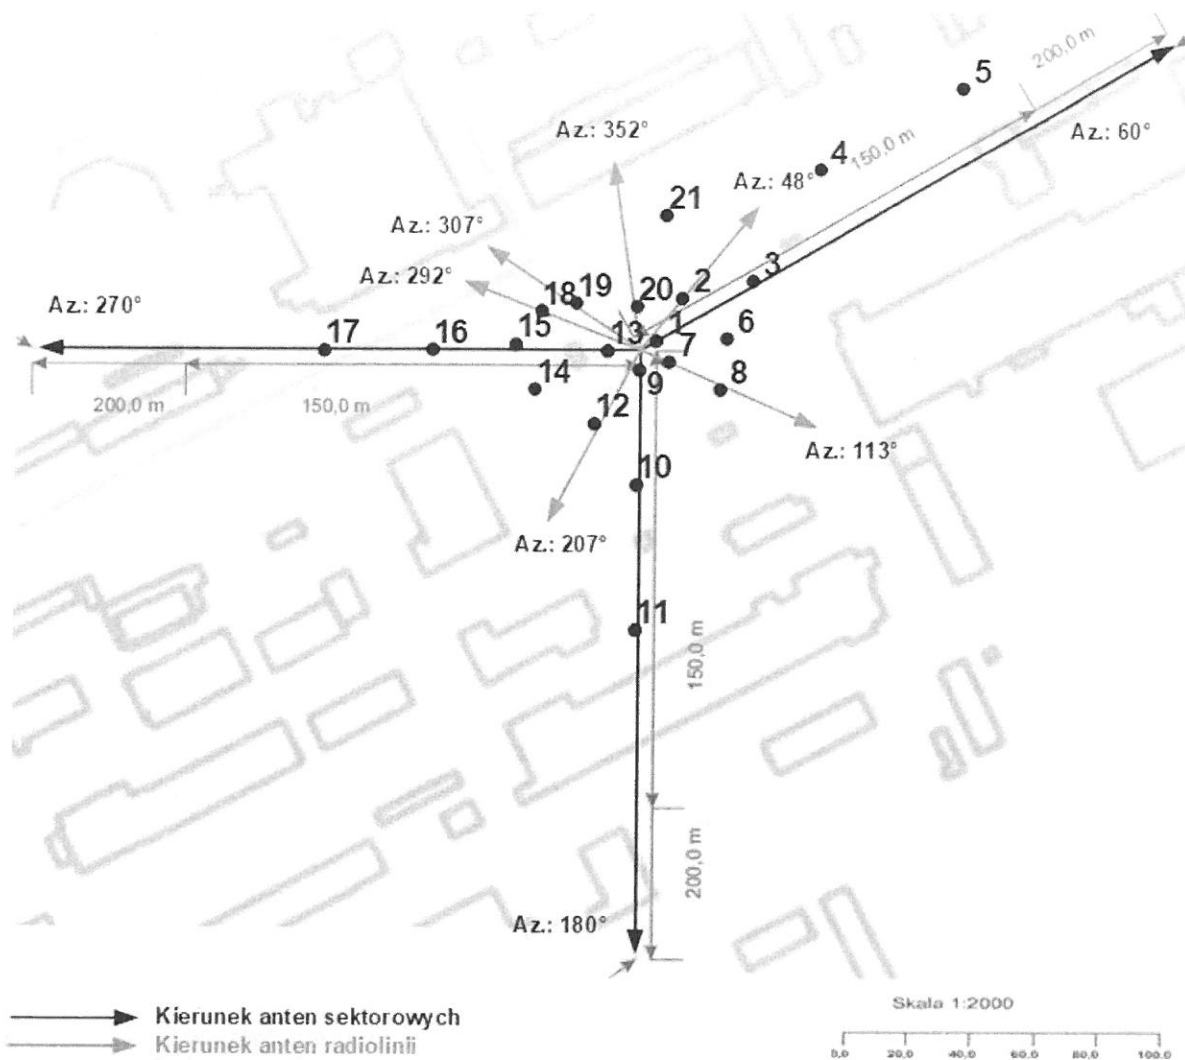 200,0 m
5
Az.: 352°
Az.: 60°
4
150,0 m
Az.: 48°
21
Az.: 307°
Az.: 292°
18
19
20
2
3
Az.: 270°
17
16
15
13
1
6
7
14
9
8
200,0 m
150,0 m
12
Az.: 113°
10
Az.: 207°
11
150,0 m
200,0 m
Az.: 180°
Kierunek anten sektorowych
Kierunek anten radiolinii
Skala 1:2000
0,0 20,0 40,0 60,0 80,0 100,0